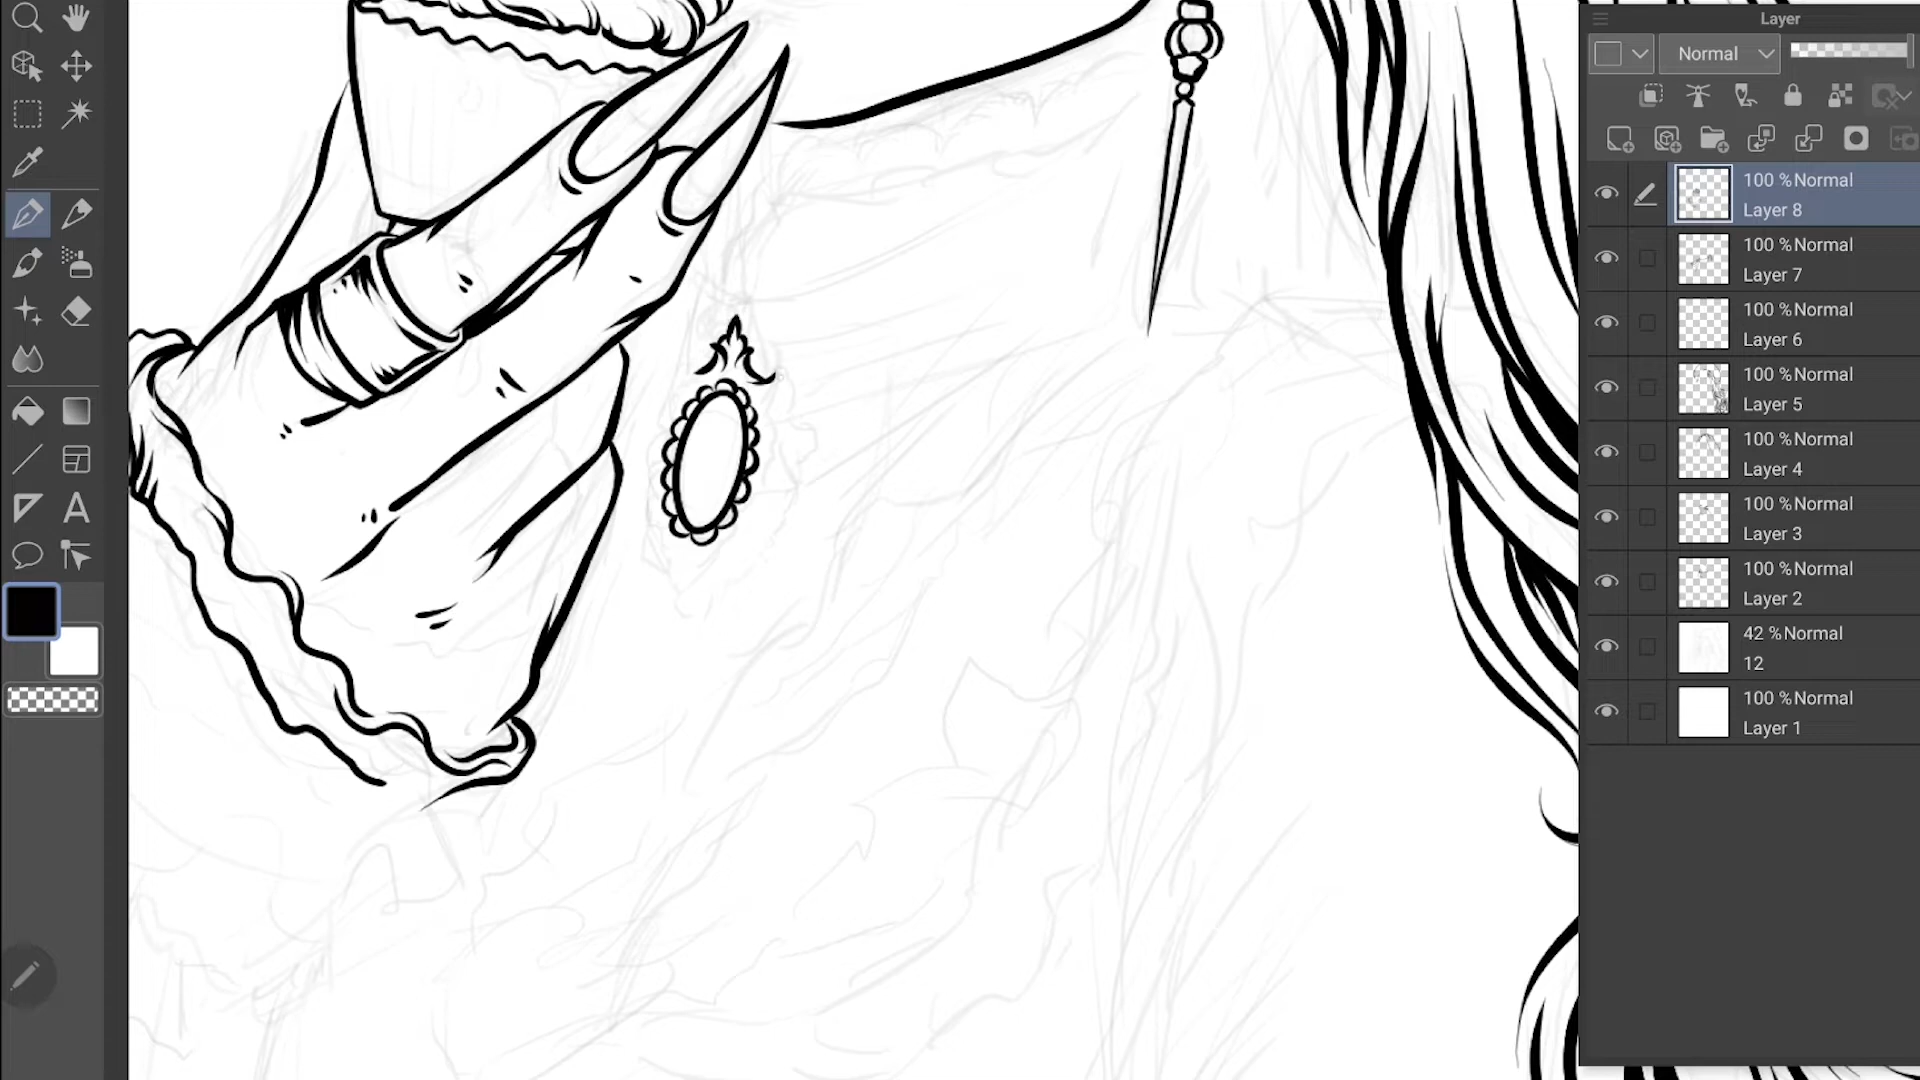 Layer
Normal
100 %Normal
Layer 8
100 %Normal
Layer 7
100 %Normal
Layer 6
100 %Normal
Layer 5
100 %Normal
Layer 4
100 %Normal
Layer 3
100 %Normal
Layer 2
42 %Normal
12
100 %Normal
Layer 1